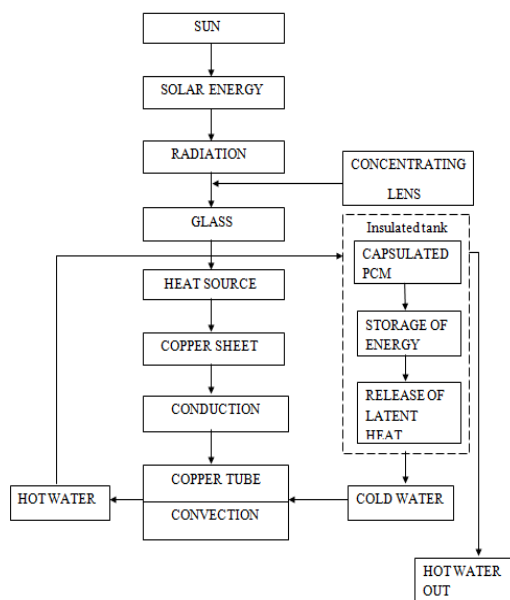 SUN
SOLAR ENERGY
RADIATION
CONCENTRATING
LENS
GLASS
Insulated tank
CAPSULATED
PCM
HEAT SOURCE
STORAGE OF
ENERGY
COPPER SHEET
RELEASE OF
LATENT
HEAT
CONDUCTION
COPPER TUBE
HOT WATER
COLD WATER
CONVECTION
HOT WATER
OUT